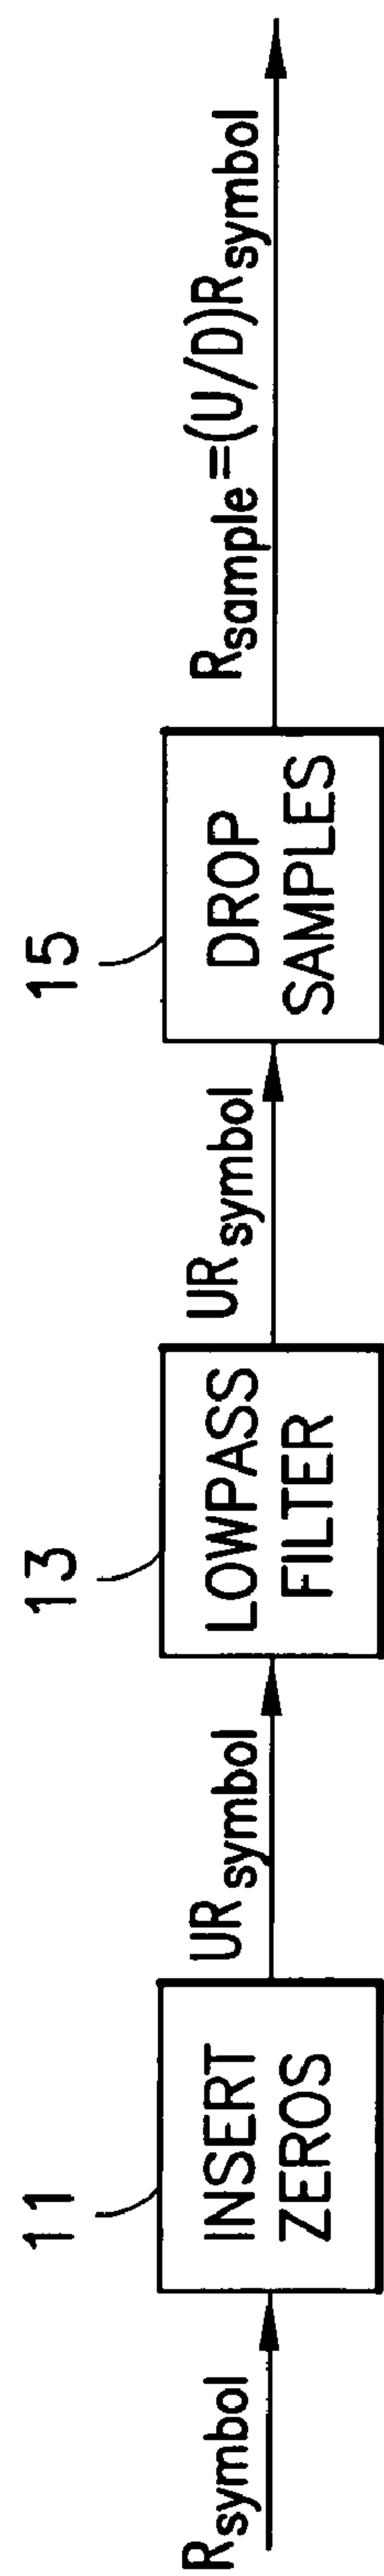 11
13
15
R_symbol
INSERT
ZEROS
UR_symbol
LOWPASS
FILTER
UR_symbol
DROP
SAMPLES
R_sample=(U/D)R_symbol